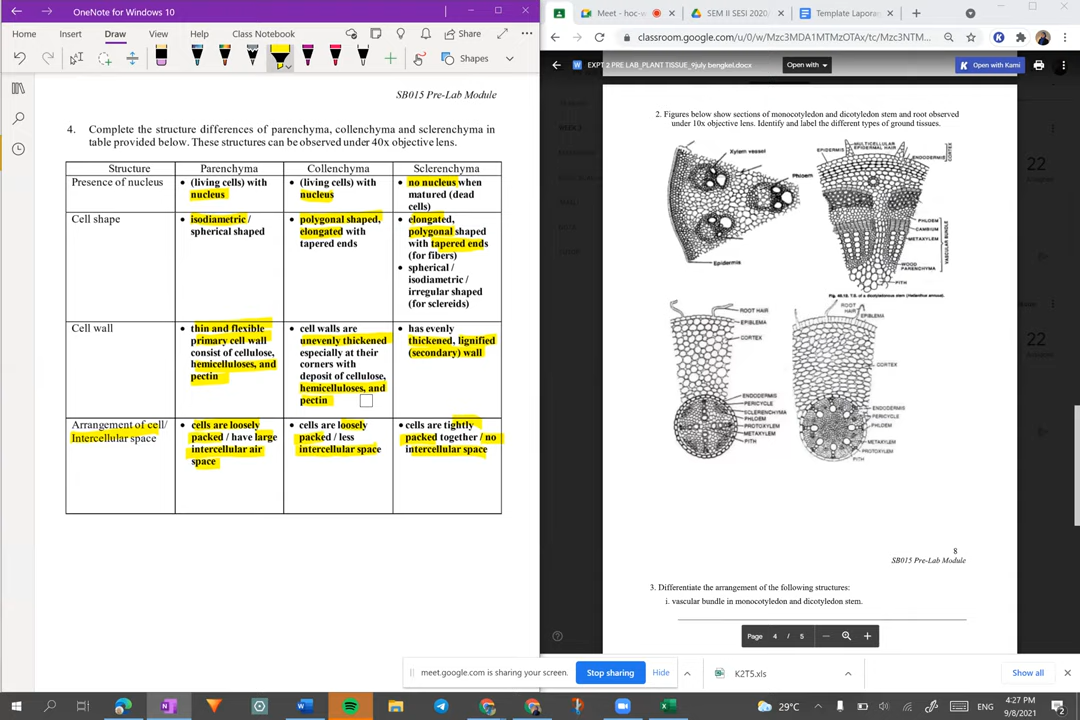 OneNote for Windows 10
Home Insert Draw View Help Class Notebook Share
Shapes
SB015 Pre-Lab Module
4. Complete the structure differences of parenchyma, collenchyma and sclerenchyma in
table provided below. These structures can be observed under 40x objective lens.
Structure Parenchyma Collenchyma Sclerenchyma
Presence of nucleus
• (living cells) with
nucleus
• (living cells) with
nucleus
• no nucleus when
matured (dead
cells)
Cell shape
• isodiametric /
spherical shaped
• polygonal shaped,
elongated with
tapered ends
• elongated,
polygonal shaped
with tapered ends
(for fibers)
• spherical /
isodiametric /
irregular shaped
(for sclereids)
Cell wall
• thin and flexible
primary cell wall
consist of cellulose,
hemicelluloses, and
pectin
• cell walls are
unevenly thickened
especially at their
corners with
deposit of cellulose,
hemicelluloses, and
pectin
• has evenly
thickened, lignified
(secondary) wall
Arrangement of cell/
Intercellular space
• cells are loosely
packed / have large
intercellular air
space
• cells are loosely
packed / less
intercellular space
• cells are tightly
packed together / no
intercellular space
Meet - hoc-w
SEM II SESI 2020
Template Lapora
classroom.google.com/u/0/w/Mzc3MDA1MTMzOTAx/tc/Mzc3NTM...
EXPT 2 PRE LAB_PLANT TISSUE_9july bengkel.docx
Open with
Open with Kami
22
22
2. Figures below show sections of monocotyledon and dicotyledon stem and root observed
under 10x objective lens. Identify and label the different types of ground tissues.
Xylem vessel
Phloem
Epidermis
EPIDERMIS
MULTICELLULAR
EPIDERMAL HAIR
ENDODERMIS
CORTEX
PHLOEM
CAMBIUM
METAXYLEM
VASCULAR BUNDLE
WOOD
PARENCHYMA
PITH
Fig. 40.10. T.S. of a dicotyledonous stem (Helianthus annuus).
ROOT HAIR
EPIBLEMA
CORTEX
ENDODERMIS
PERICYCLE
SCLERENCHYMA
PHLOEM
PROTOXYLEM
METAXYLEM
PITH
ROOT
HAIR
EPIBLEMA
CORTEX
ENDODERMIS
PERICYCLE
PHLOEM
METAXYLEM
PROTOXYLEM
PITH
8
SB015 Pre-Lab Module
3. Differentiate the arrangement of the following structures:
i. vascular bundle in monocotyledon and dicotyledon stem.
Page 4 / 5
meet.google.com is sharing your screen.
Stop sharing
Hide
K2T5.xls
Show all
29°C
ENG
4:27 PM
9/8/2021
2